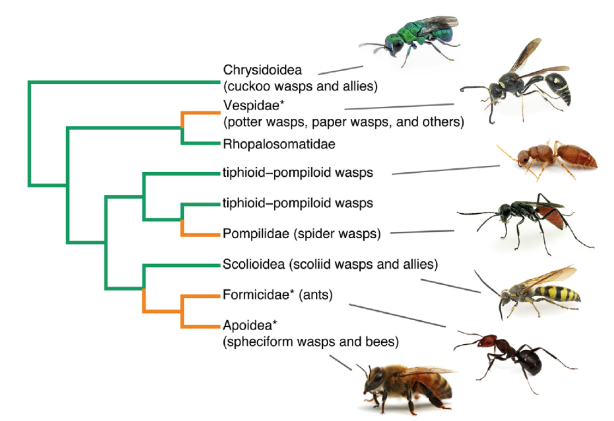 Chrysidoidea
(cuckoo wasps and allies)
Vespidae*
(potter wasps, paper wasps, and others)
Rhopalosomatidae
tiphioid–pompiloid wasps
tiphioid–pompiloid wasps
Pompilidae (spider wasps)
Scolioidea (scoliid wasps and allies)
Formicidae* (ants)
Apoidea*
(spheciform wasps and bees)